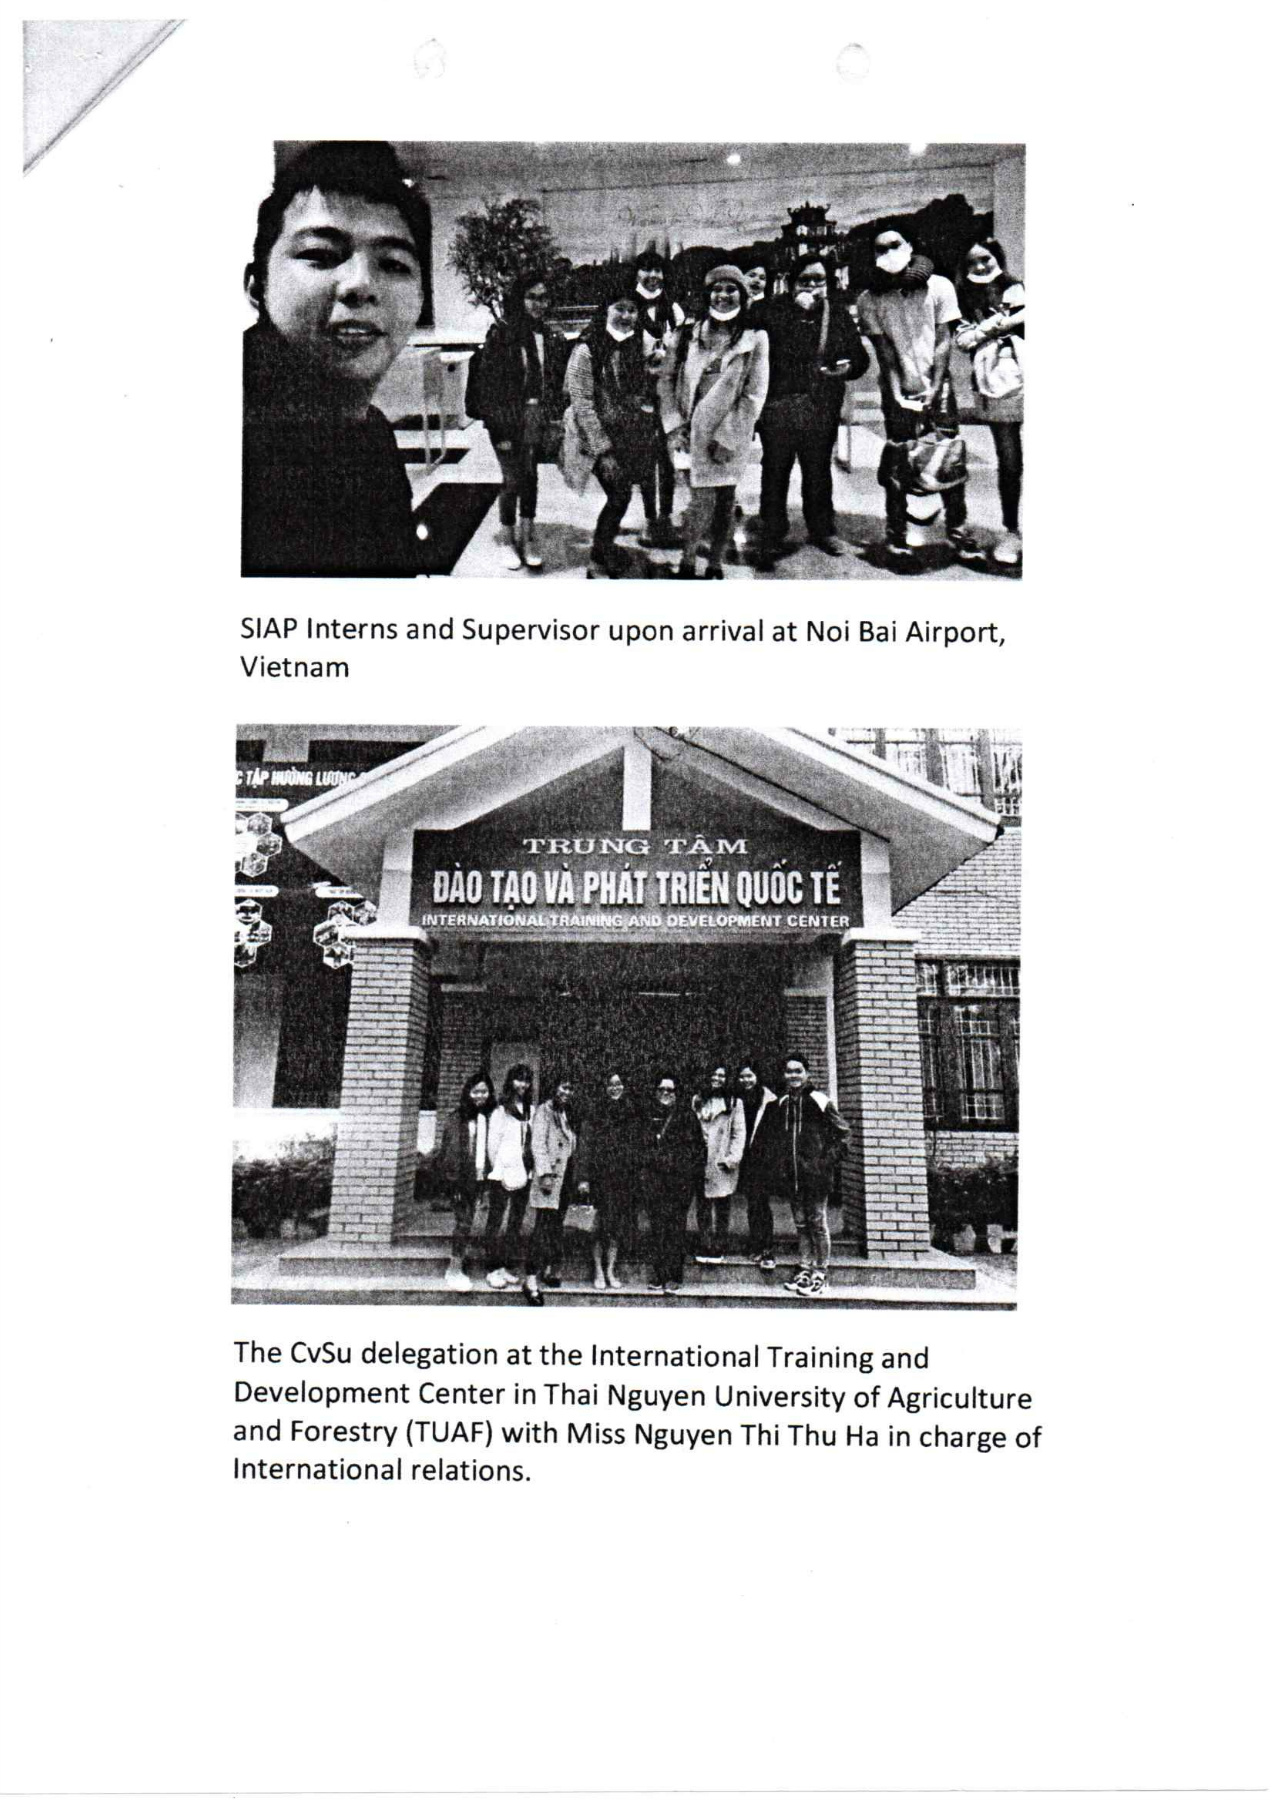 SIAP Interns and Supervisor upon arrival at Noi Bai Airport,
Vietnam
C TẬP HƯỞNG LƯƠNG
TRUNG TÂM
ĐÀO TẠO VÀ PHÁT TRIỂN QUỐC TẾ
INTERNATIONAL TRAINING AND DEVELOPMENT CENTER
The CvSu delegation at the International Training and
Development Center in Thai Nguyen University of Agriculture
and Forestry (TUAF) with Miss Nguyen Thi Thu Ha in charge of
International relations.